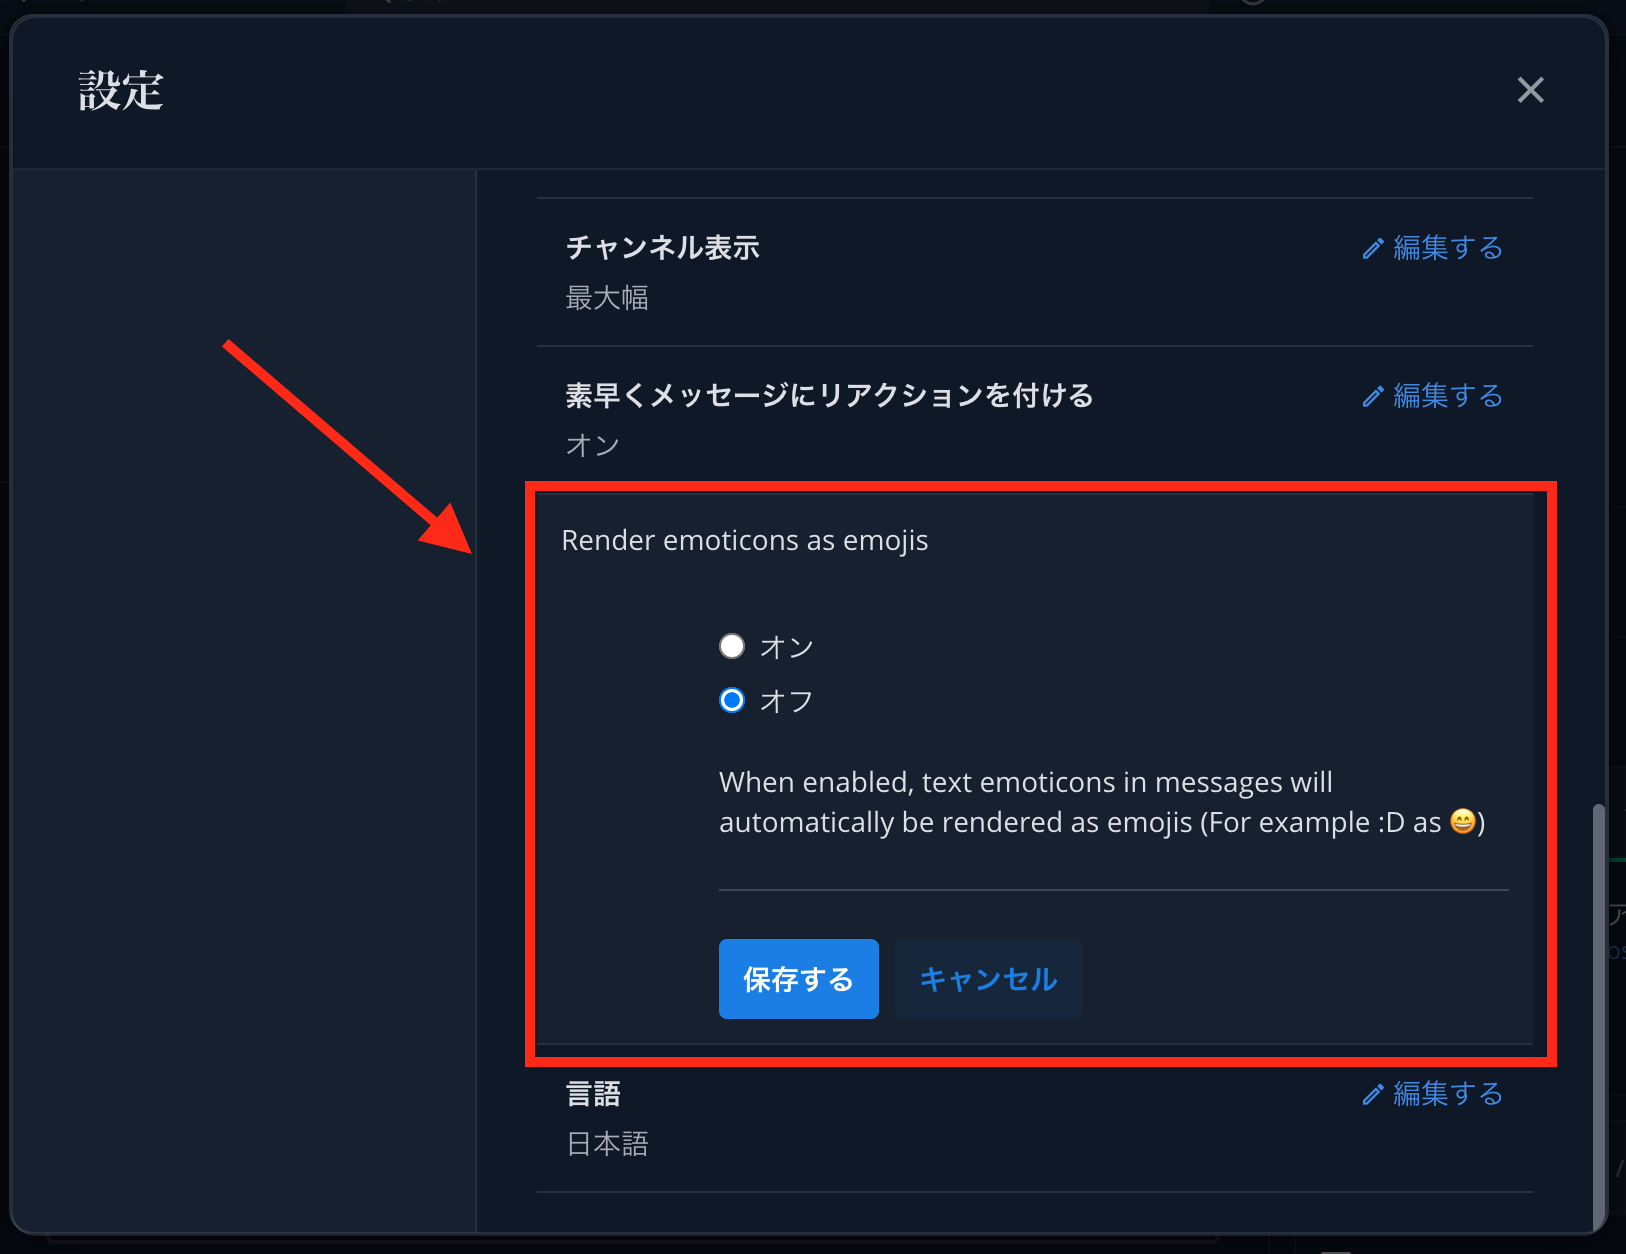 設定
チャンネル表示
編集する
最大幅
素早くメッセージにリアクションを付ける
編集する
オン
Render emoticons as emojis
オン
オフ
When enabled, text emoticons in messages will
automatically be rendered as emojis (For example :D as 😄)
保存する
キャンセル
言語
編集する
日本語